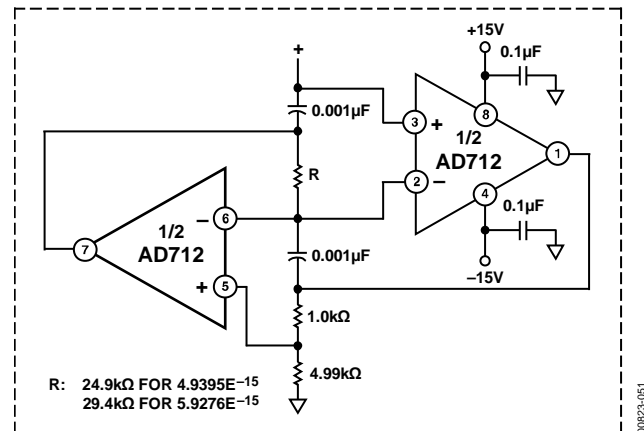 +15V
0.1µF
+
0.001µF
3
+
8
1/2
AD712
1
R
2
–
4
0.1µF
1/2
AD712
–
6
7
0.001µF
+
5
–15V
1.0kΩ
4.99kΩ
R: 24.9kΩ FOR 4.9395E–15
29.4kΩ FOR 5.9276E–15
00823-051